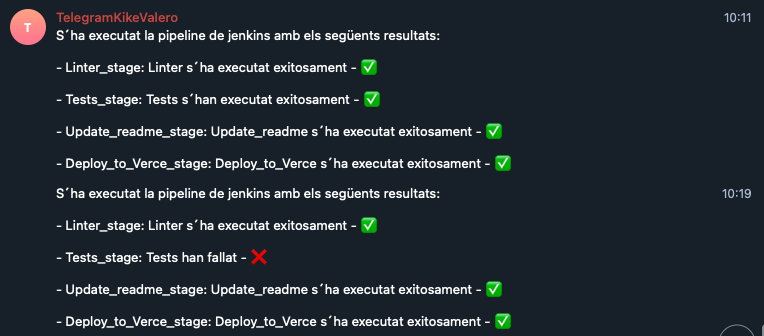 T
TelegramKikeValero
10:11
S´ha executat la pipeline de jenkins amb els següents resultats:
- Linter_stage: Linter s´ha executat exitosament - ✅
- Tests_stage: Tests s´han executat exitosament - ✅
- Update_readme_stage: Update_readme s´ha executat exitosament - ✅
- Deploy_to_Verce_stage: Deploy_to_Verce s´ha executat exitosament - ✅
S´ha executat la pipeline de jenkins amb els següents resultats:
10:19
- Linter_stage: Linter s´ha executat exitosament - ✅
- Tests_stage: Tests han fallat - ❌
- Update_readme_stage: Update_readme s´ha executat exitosament - ✅
- Deploy_to_Verce_stage: Deploy_to_Verce s´ha executat exitosament - ✅